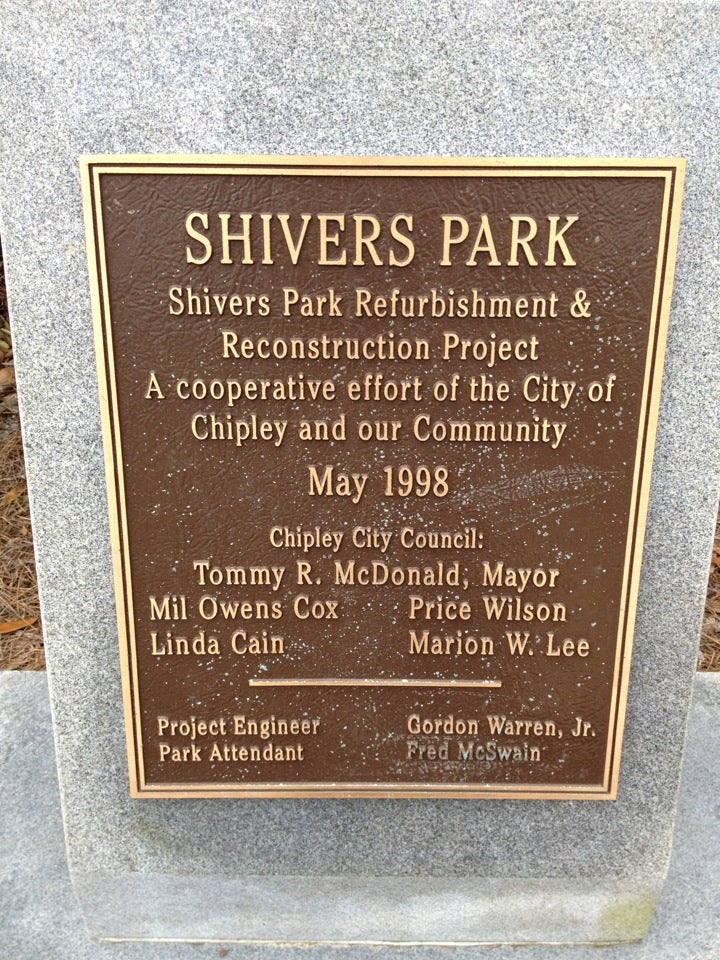 SHIVERS PARK
Shivers Park Refurbishment &
Reconstruction Project
A cooperative effort of the City of
Chipley and our Community
May 1998
Chipley City Council:
Tommy R. McDonald, Mayor
Mil Owens Cox Price Wilson
Linda Cain Marion W. Lee
Project Engineer Gordon Warren, Jr.
Park Attendant Fred McSwain